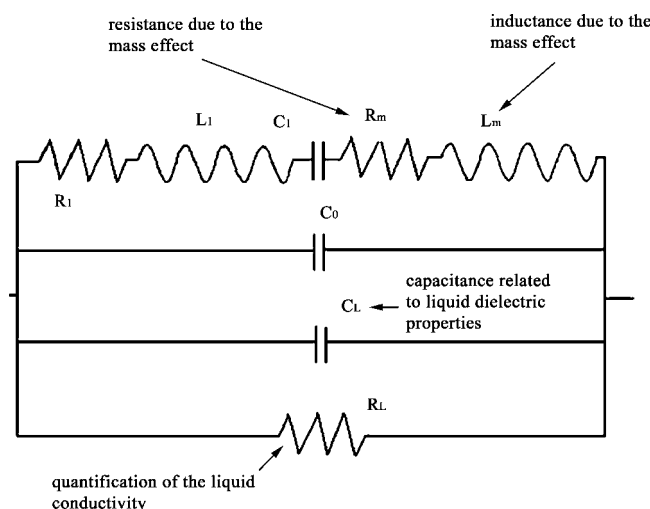 resistance due to the
mass effect
inductance due to the
mass effect
L1
C1
Rm
Lm
R1
C0
capacitance related
CL
to liquid dielectric
properties
RL
quantification of the liquid
conductivity